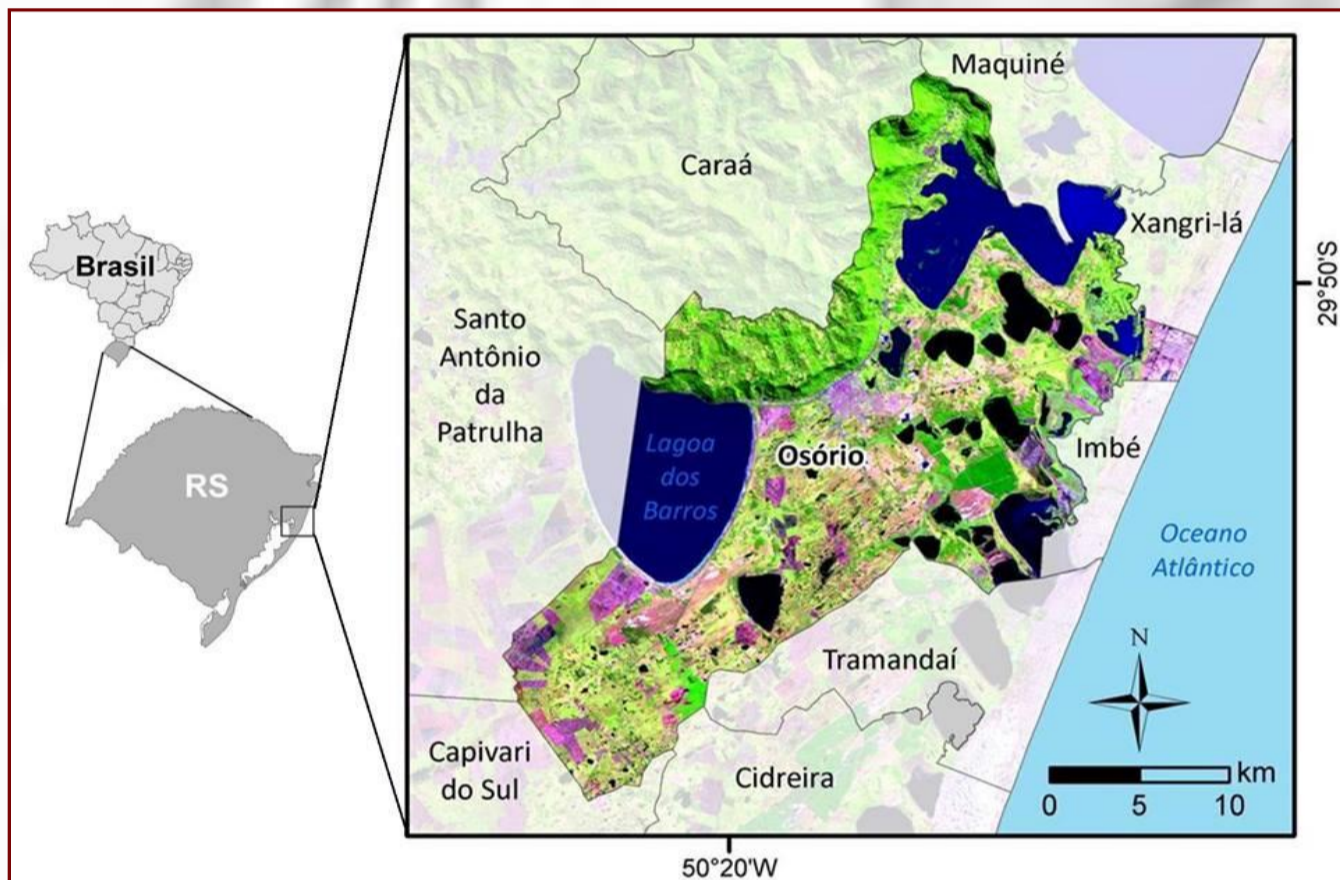 Brasil
RS
Maquiné
Caraá
Xangri-lá
29°50'S
Santo
Antônio
da
Patrulha
Lagoa
dos
Barros
Osório
Imbé
Oceano
Atlântico
N
Tramandaí
Capivari
do Sul
Cidreira
km
0 5 10
50°20'W